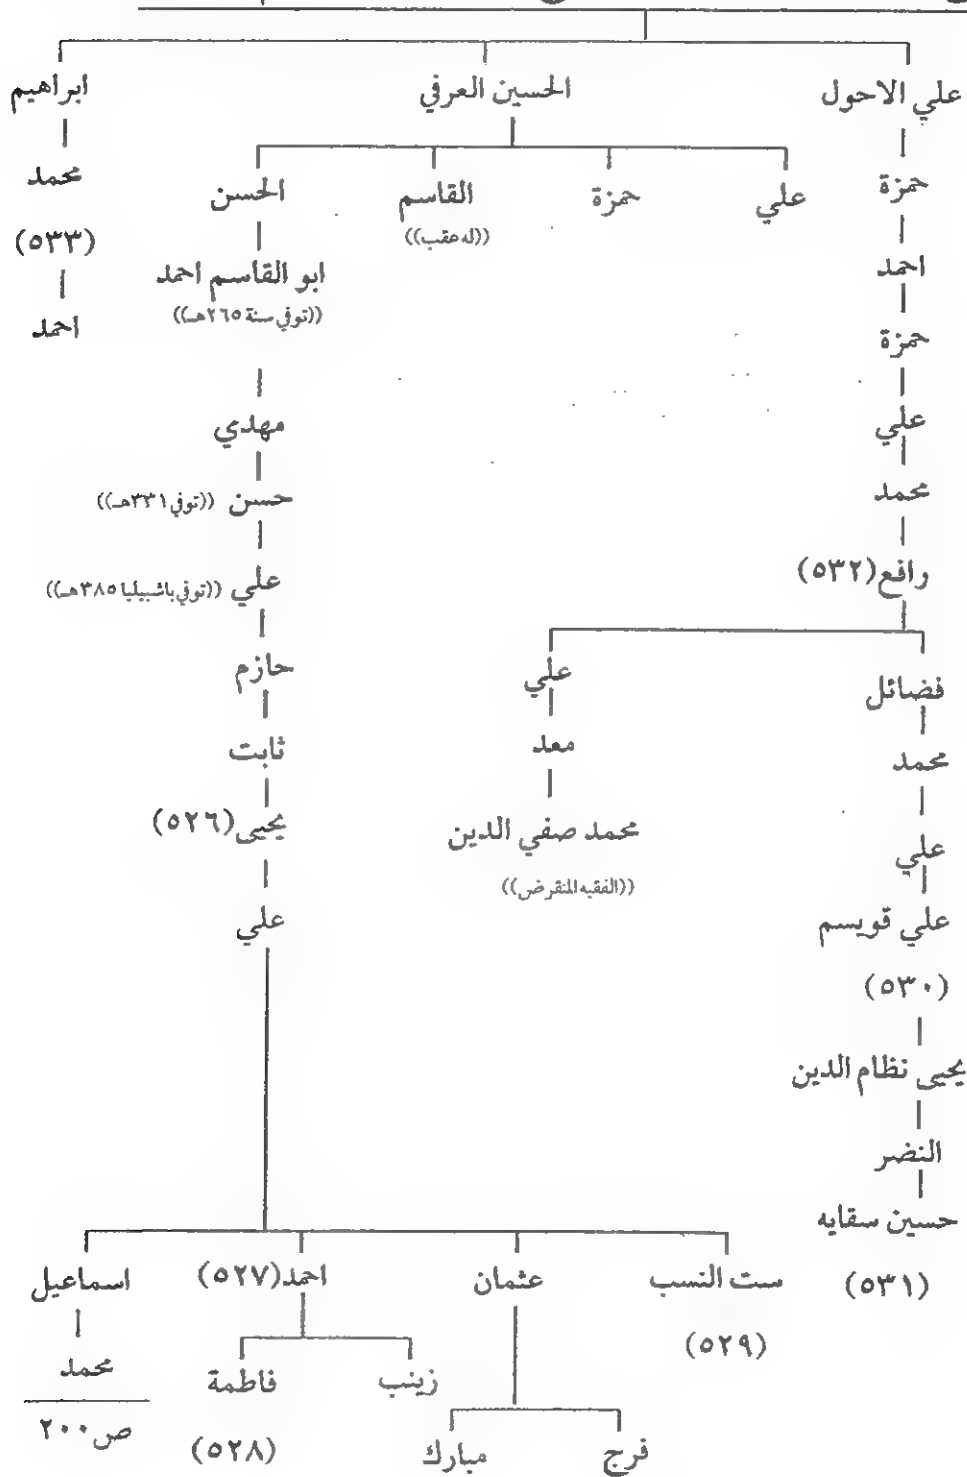 علي الاحول
الحسين العرفي
ابراهيم
حمزة
احمد
حمزة
علي
محمد
رافع (٥٣٢)
فضائل
محمد
علي
علي قويسم
(٥٣٠)
يحيى نظام الدين
النضر
حسين سقايه
(٥٣١)
علي
معد
محمد صفي الدين
((الفقيه المنقرض))
علي
حمزة
القاسم
((له عقب))
الحسن
ابو القاسم احمد
((توفي سنة ٢٦٥هـ))
مهدي
حسن ((توفي ٣٣١هـ))
علي ((توفي باشبيليا ٣٨٥هـ))
حازم
ثابت
يحيى (٥٢٦)
علي
ست النسب
(٥٢٩)
عثمان
فرج
مبارك
احمد (٥٢٧)
زينب
فاطمة
(٥٢٨)
اسماعيل
محمد
ص٢٠٠
محمد
(٥٣٣)
احمد